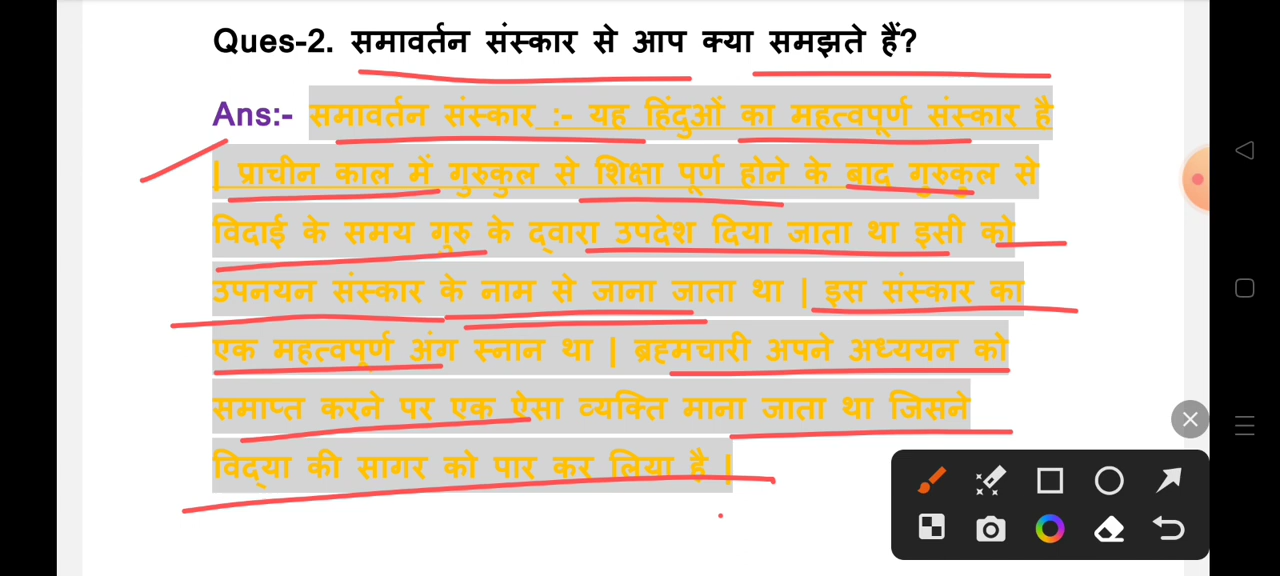 Ques-2. समावर्तन संस्कार से आप क्या समझते हैं?
Ans:- समावर्तन संस्कार :- यह हिंदुओं का महत्वपूर्ण संस्कार है
| प्राचीन काल में गुरुकुल से शिक्षा पूर्ण होने के बाद गुरुकुल से
विदाई के समय गुरु के द्वारा उपदेश दिया जाता था इसी को
उपनयन संस्कार के नाम से जाना जाता था | इस संस्कार का
एक महत्वपूर्ण अंग स्नान था | ब्रह्मचारी अपने अध्ययन को
समाप्त करने पर एक ऐसा व्यक्ति माना जाता था जिसने
विद्या की सागर को पार कर लिया है |